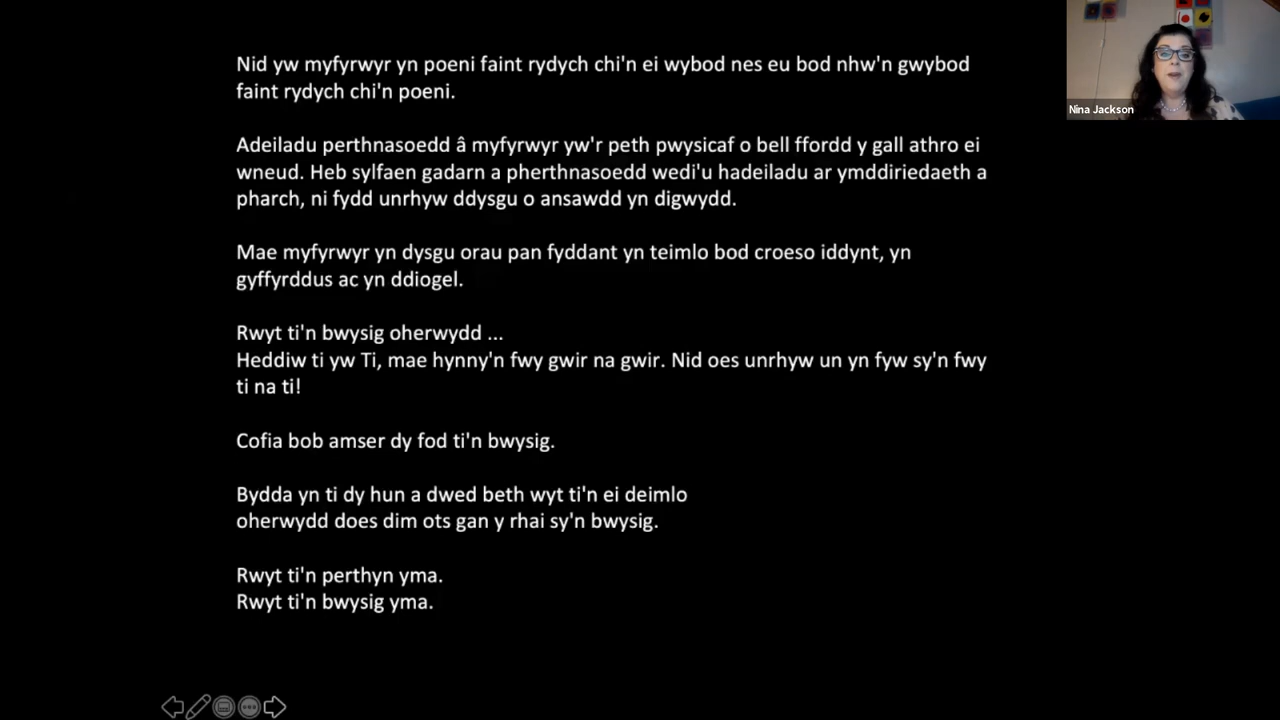 Nid yw myfyrwyr yn poeni faint rydych chi'n ei wybod nes eu bod nhw'n gwybod
faint rydych chi'n poeni.
Adeiladu perthnasoedd â myfyrwyr yw'r peth pwysicaf o bell ffordd y gall athro ei
wneud. Heb sylfaen gadarn a pherthnasoedd wedi'u hadeiladu ar ymddiriedaeth a
pharch, ni fydd unrhyw ddysgu o ansawdd yn digwydd.
Mae myfyrwyr yn dysgu orau pan fyddant yn teimlo bod croeso iddynt, yn
gyffyrddus ac yn ddiogel.
Rwyt ti'n bwysig oherwydd ...
Heddiw ti yw Ti, mae hynny'n fwy gwir na gwir. Nid oes unrhyw un yn fyw sy'n fwy
ti na ti!
Cofia bob amser dy fod ti'n bwysig.
Bydda yn ti dy hun a dwed beth wyt ti'n ei deimlo
oherwydd does dim ots gan y rhai sy'n bwysig.
Rwyt ti'n perthyn yma.
Rwyt ti'n bwysig yma.
Nina Jackson